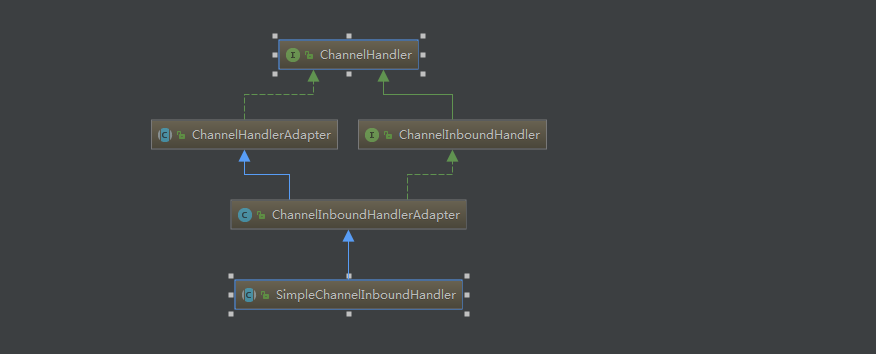 I ChannelHandler
C ChannelHandlerAdapter
I ChannelInboundHandler
C ChannelInboundHandlerAdapter
C SimpleChannelInboundHandler